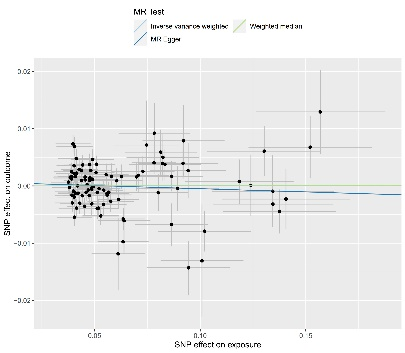 MR Test
Inverse variance weighted
Weighted median
MR Egger
SNP effect on outcome
0.02
0.01
0.00
−0.01
−0.02
0.05
0.10
0.15
SNP effect on exposure